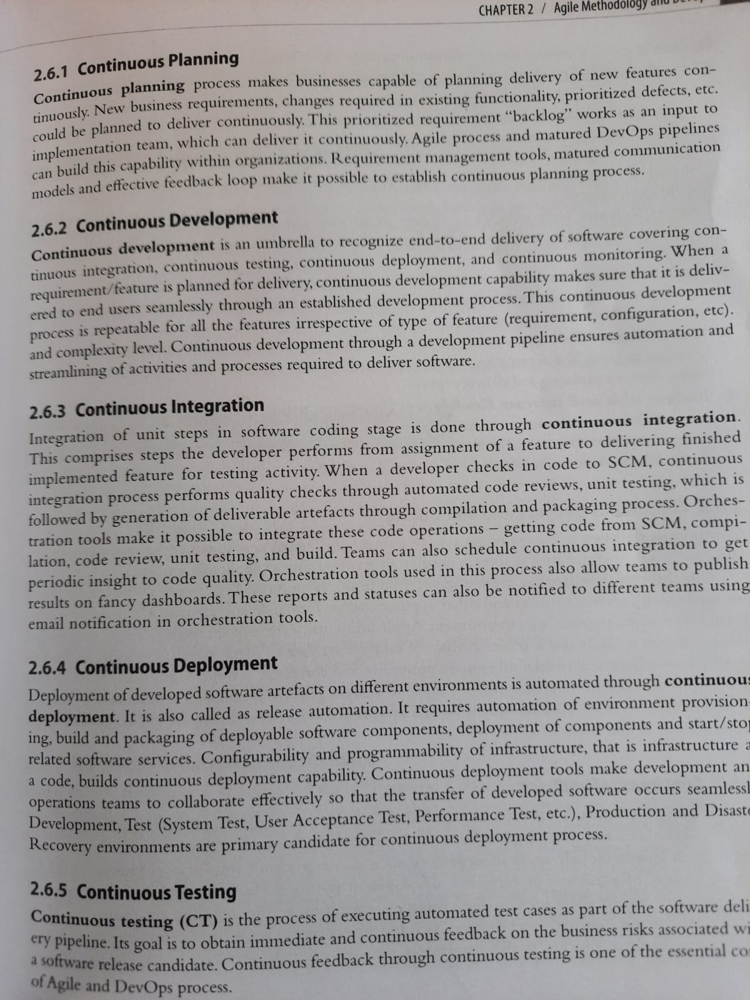 CHAPTER 2 / Agile Methodology and
2.6.1 Continuous Planning
Continuous planning process makes businesses capable of planning delivery of new features con-
tinuously. New business requirements, changes required in existing functionality, prioritized defects, etc.
could be planned to deliver continuously. This prioritized requirement “backlog” works as an input to
implementation team, which can deliver it continuously. Agile process and matured DevOps pipelines
can build this capability within organizations. Requirement management tools, matured communication
models and effective feedback loop make it possible to establish continuous planning process.
2.6.2 Continuous Development
Continuous development is an umbrella to recognize end-to-end delivery of software covering con-
tinuous integration, continuous testing, continuous deployment, and continuous monitoring. When a
requirement/feature is planned for delivery, continuous development capability makes sure that it is deliv-
ered to end users seamlessly through an established development process. This continuous development
process is repeatable for all the features irrespective of type of feature (requirement, configuration, etc).
and complexity level. Continuous development through a development pipeline ensures automation and
streamlining of activities and processes required to deliver software.
2.6.3 Continuous Integration
Integration of unit steps in software coding stage is done through continuous integration.
This comprises steps the developer performs from assignment of a feature to delivering finished
implemented feature for testing activity. When a developer checks in code to SCM, continuous
integration process performs quality checks through automated code reviews, unit testing, which is
followed by generation of deliverable artefacts through compilation and packaging process. Orches-
tration tools make it possible to integrate these code operations – getting code from SCM, compi-
lation, code review, unit testing, and build. Teams can also schedule continuous integration to get
periodic insight to code quality. Orchestration tools used in this process also allow teams to publish
results on fancy dashboards. These reports and statuses can also be notified to different teams using
email notification in orchestration tools.
2.6.4 Continuous Deployment
Deployment of developed software artefacts on different environments is automated through continuous
deployment. It is also called as release automation. It requires automation of environment provision-
ing, build and packaging of deployable software components, deployment of components and start/stop
related software services. Configurability and programmability of infrastructure, that is infrastructure
a code, builds continuous deployment capability. Continuous deployment tools make development
operations teams to collaborate effectively so that the transfer of developed software occurs
Development, Test (System Test, User Acceptance Test, Performance Test, etc.), Production and
Recovery environments are primary candidate for continuous deployment process.
2.6.5 Continuous Testing
Continuous testing (CT) is the process of executing automated test cases as part of the software
ery pipeline. Its goal is to obtain immediate and continuous feedback on the business risks associated
a software release candidate. Continuous feedback through continuous testing is one of the essential
of Agile and DevOps process.